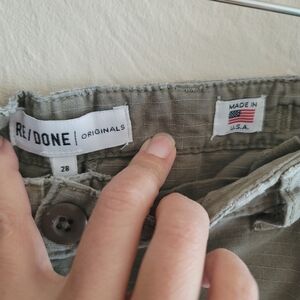 RE/DONE | ORIGINALS
28
MADE IN
U.S.A.